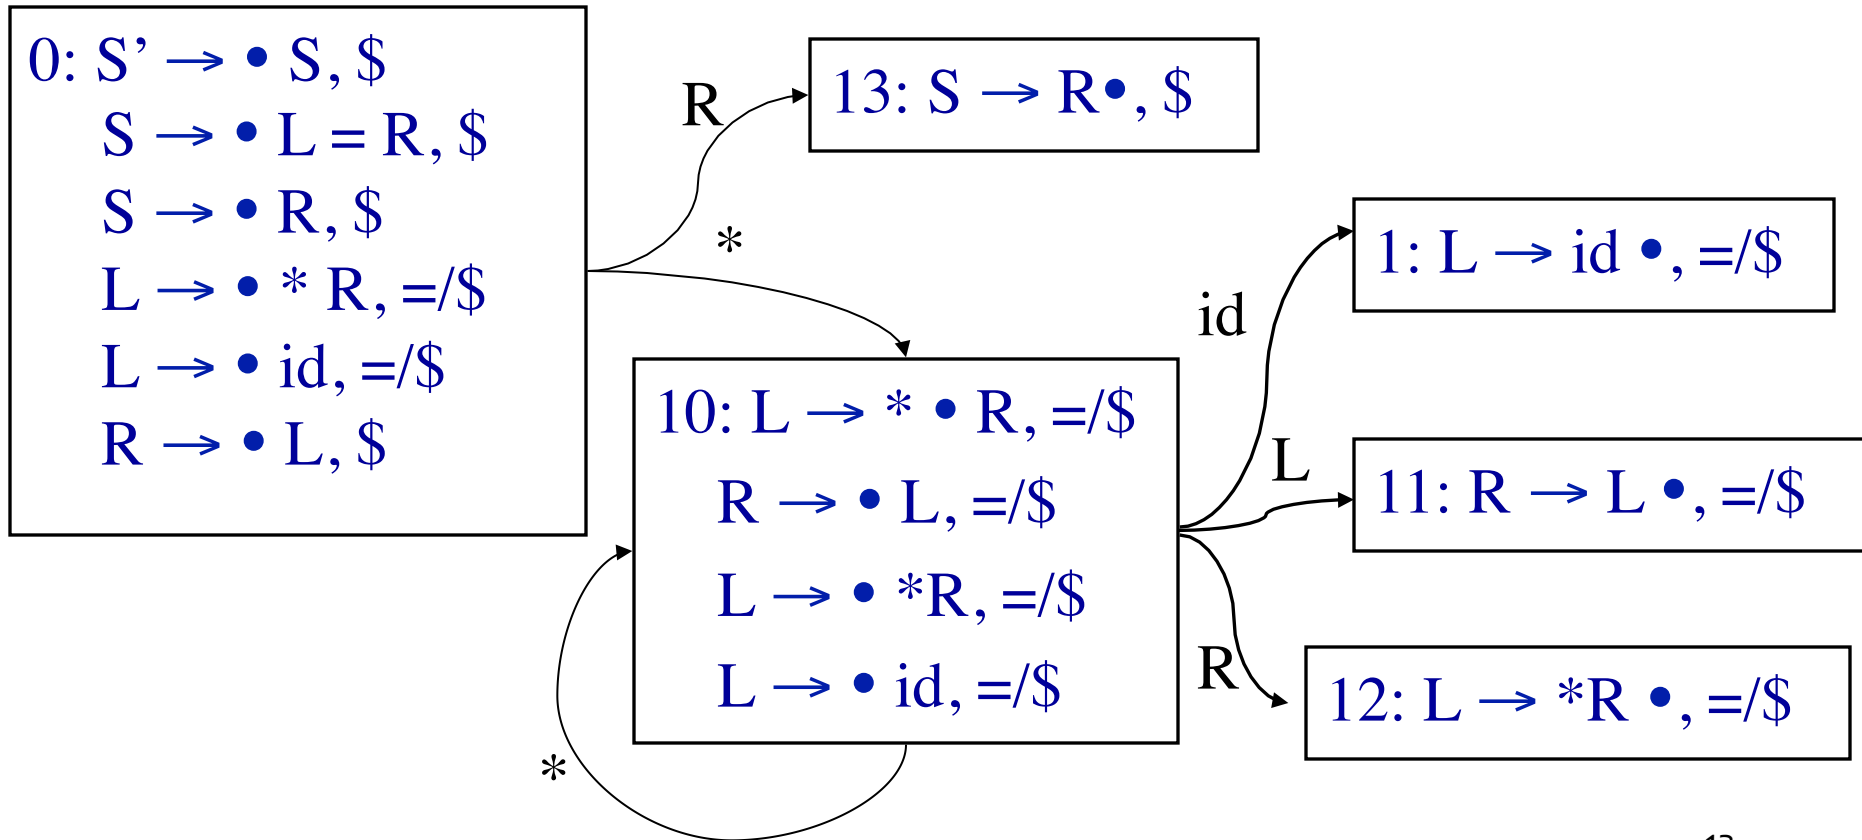 0: S’ → • S, $
S → • L = R, $
S → • R, $
L → • * R, =/$
L → • id, =/$
R → • L, $
R
13: S → R•, $
*
10: L → * • R, =/$
R → • L, =/$
L → • *R, =/$
L → • id, =/$
*
id
1: L → id •, =/$
L
11: R → L •, =/$
R
12: L → *R •, =/$